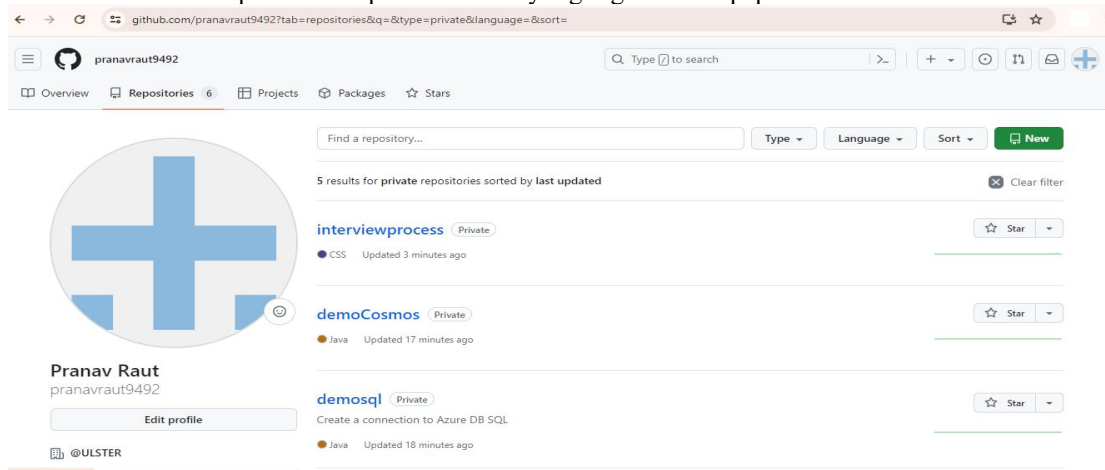 github.com/pranavraut9492?tab=repositories&q=&type=private&language=&sort=
pranavraut9492
Type / to search
Overview Repositories 6 Projects Packages Stars
Find a repository...
Type Language Sort New
5 results for private repositories sorted by last updated
Clear filter
interviewprocess Private
Star
CSS Updated 3 minutes ago
demoCosmos Private
Star
Java Updated 17 minutes ago
Pranav Raut
pranavraut9492
demosql Private
Star
Create a connection to Azure DB SQL
Edit profile
Java Updated 18 minutes ago
@ULSTER